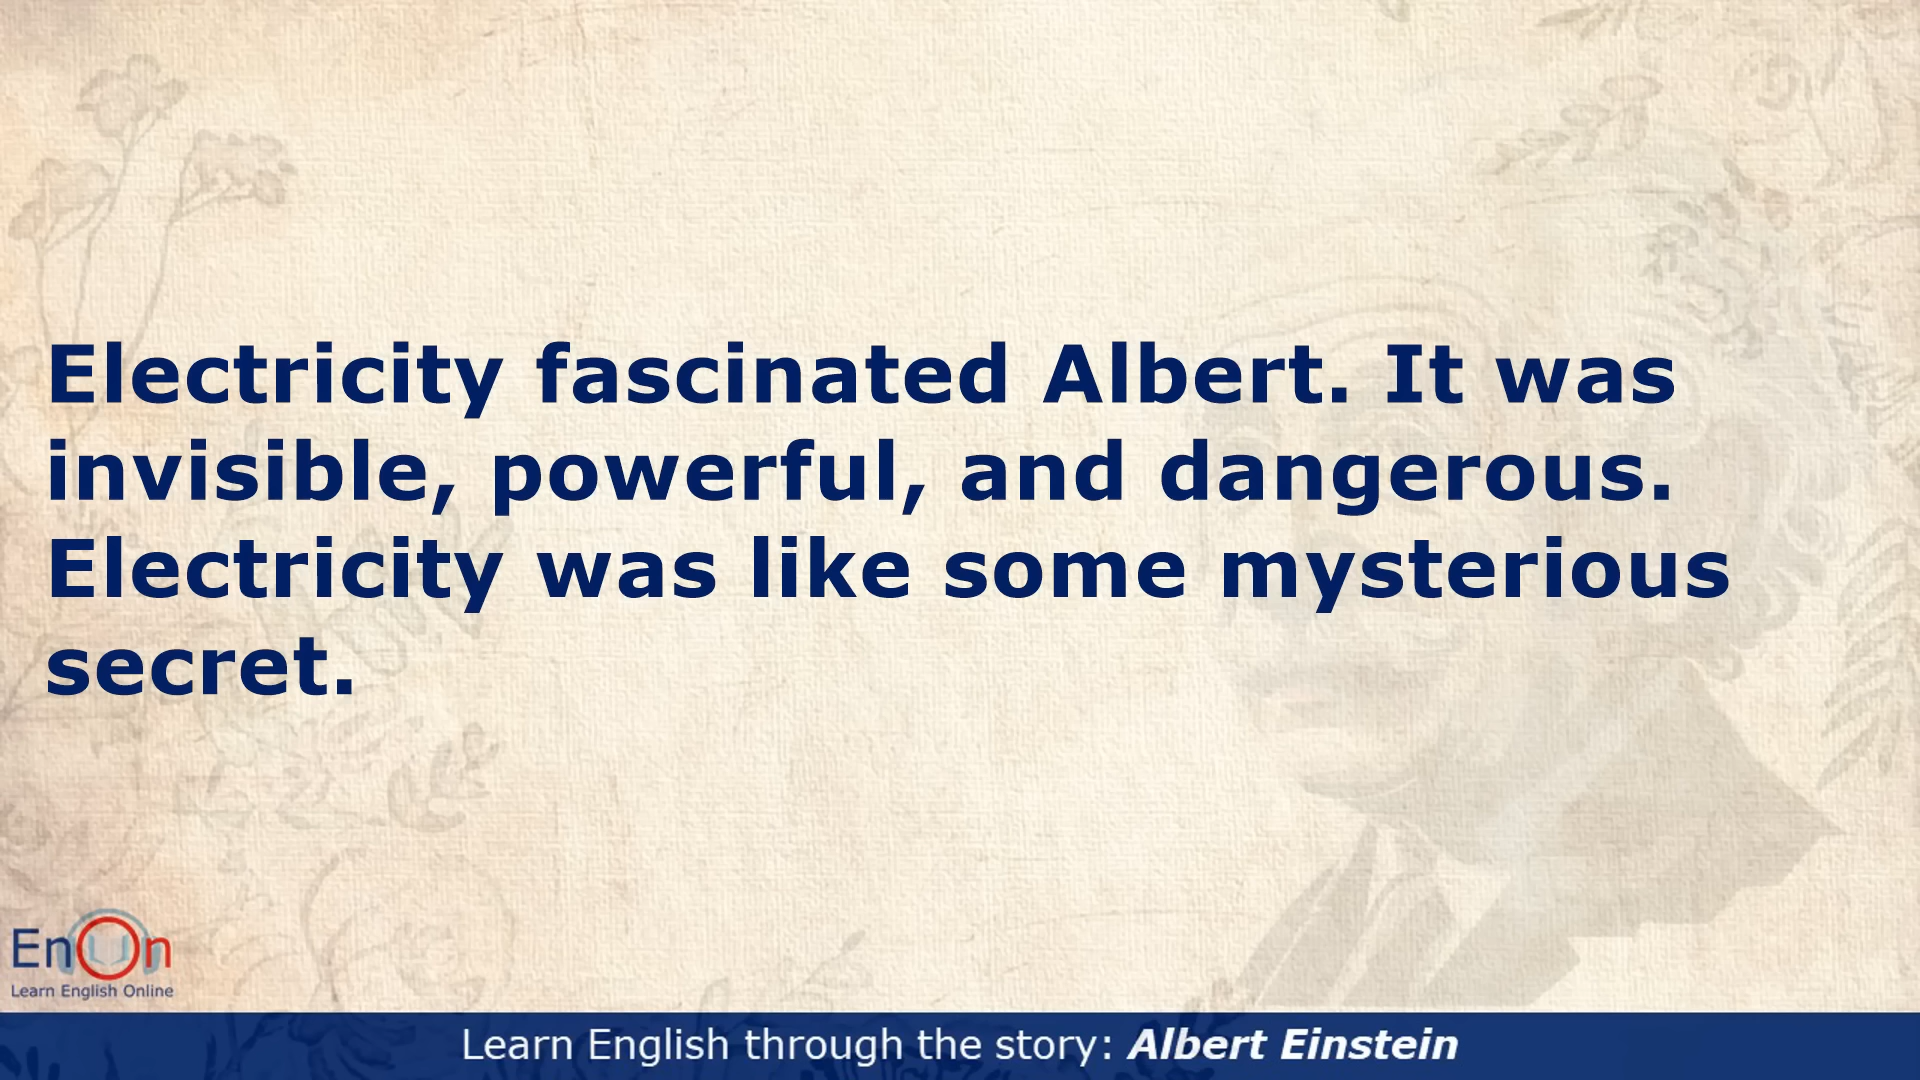 Electricity fascinated Albert. It was
invisible, powerful, and dangerous.
Electricity was like some mysterious
secret.
EnOn
Learn English Online
Learn English through the story: Albert Einstein